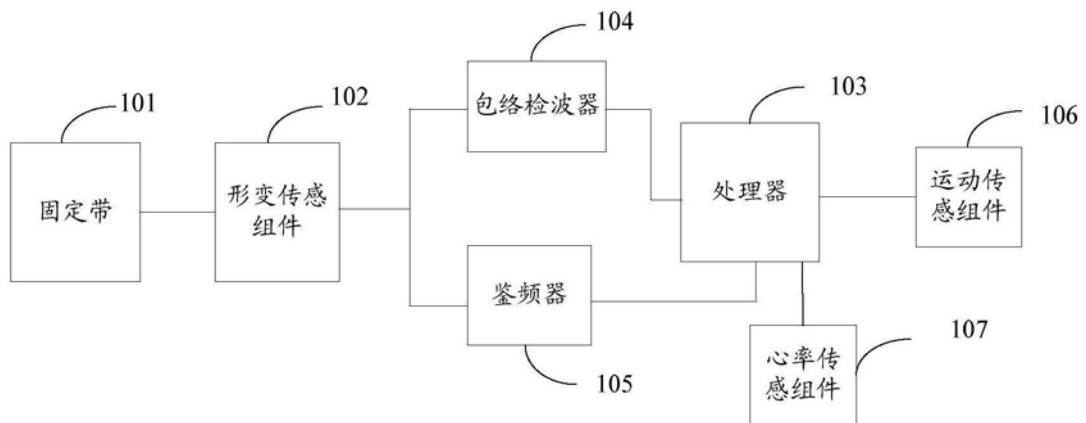 104
包络检波器
101
102
103
106
固定带
形变传感
组件
处理器
运动传
感组件
鉴频器
105
心率传
感组件
107